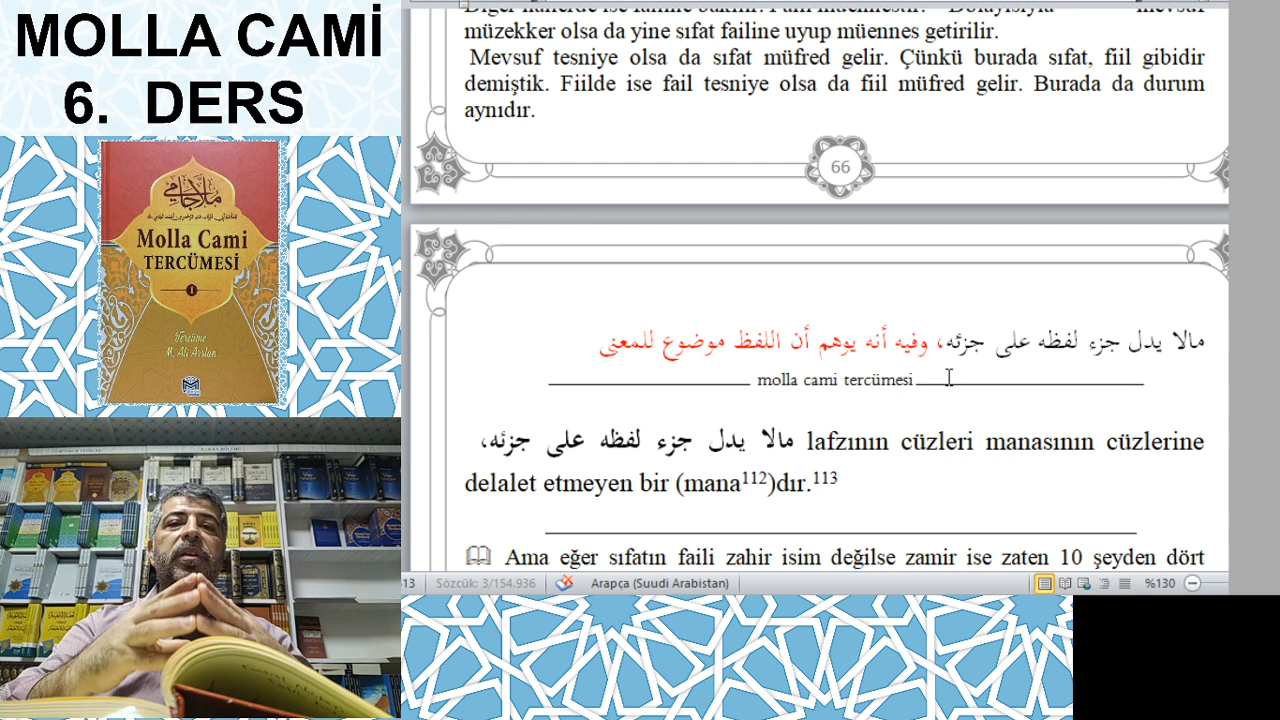 MOLLA CAMİ
6. DERS
Molla Cami
TERCÜMESİ
1
Tercüme
M. Ali Arslan
müzekker olsa da yine sıfat failine uyup müennes getirilir.
Mevsuf tesniye olsa da sıfat müfred gelir. Çünkü burada sıfat, fiil gibidir
demiştik. Fiilde ise fail tesniye olsa da fiil müfred gelir. Burada da durum
aynıdır.
66
مالا يدل جزء لفظه على جزئه، وفيه أنه يوهم أن اللفظ موضوع للمعنى
molla cami tercümesi
مالا يدل جزء لفظه على جزئه، lafzının cüzleri manasının cüzlerine
delalet etmeyen bir (mana112)dır.113
Ama eğer sıfatın faili zahir isim değilse zamir ise zaten 10 şeyden dört
13 Sözcük: 3/154.936 Arapça (Suudi Arabistan) %130